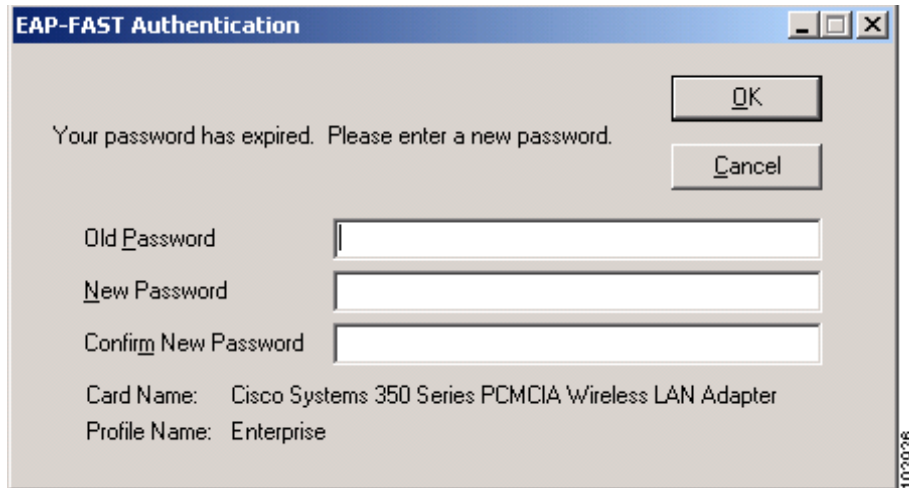 EAP-FAST Authentication
OK
Your password has expired. Please enter a new password.
Cancel
Old Password
New Password
Confirm New Password
Card Name: Cisco Systems 350 Series PCMCIA Wireless LAN Adapter
Profile Name: Enterprise